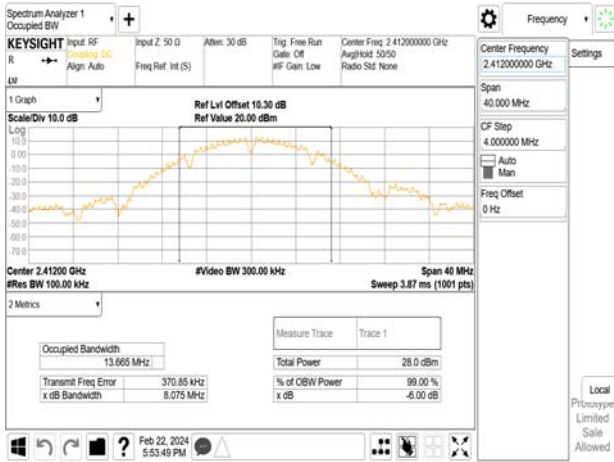 Spectrum Analyzer 1
Occupied BW
Frequency
KEYSIGHT
Input: RF
Coupling: DC
Align: Auto
Input Z: 50 Ω
Freq Ref: Int (S)
Atten: 30 dB
Trig: Free Run
Gate: Off
#IF Gain: Low
Center Freq: 2.412000000 GHz
Avg|Hold: 50/50
Radio Std: None
R
LXI
Center Frequency
2.412000000 GHz
Settings
Span
40.000 MHz
CF Step
4.000000 MHz
Auto
Man
Freq Offset
0 Hz
1 Graph
Scale/Div 10.0 dB
Ref Lvl Offset 10.30 dB
Ref Value 20.00 dBm
Log
10.0
0.00
-10.0
-20.0
-30.0
-40.0
-50.0
-60.0
-70.0
Center 2.41200 GHz
#Res BW 100.00 kHz
#Video BW 300.00 kHz
Span 40 MHz
Sweep 3.87 ms (1001 pts)
2 Metrics
Measure Trace Trace 1
Occupied Bandwidth
13.665 MHz
Total Power 28.0 dBm
Transmit Freq Error 370.85 kHz
% of OBW Power 99.00 %
x dB Bandwidth 8.075 MHz
x dB -6.00 dB
Local
Prototype
Limited
Sale
Allowed
?
Feb 22, 2024
5:53:49 PM